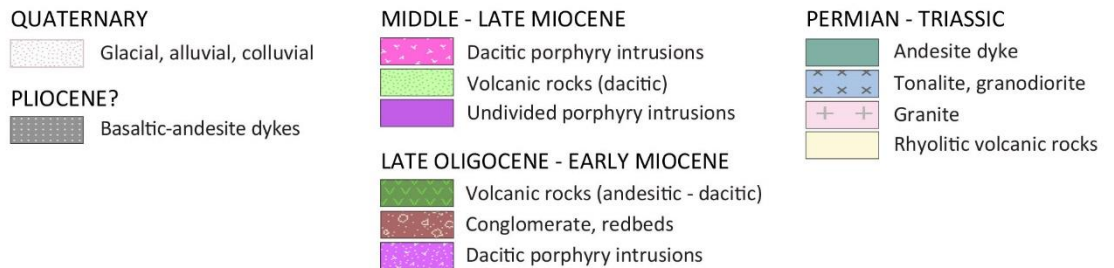 QUATERNARY
Glacial, alluvial, colluvial
PLIOCENE?
Basaltic-andesite dykes
MIDDLE - LATE MIOCENE
Dacitic porphyry intrusions
Volcanic rocks (dacitic)
Undivided porphyry intrusions
LATE OLIGOCENE - EARLY MIOCENE
Volcanic rocks (andesitic - dacitic)
Conglomerate, redbeds
Dacitic porphyry intrusions
PERMIAN - TRIASSIC
Andesite dyke
Tonalite, granodiorite
Granite
Rhyolitic volcanic rocks